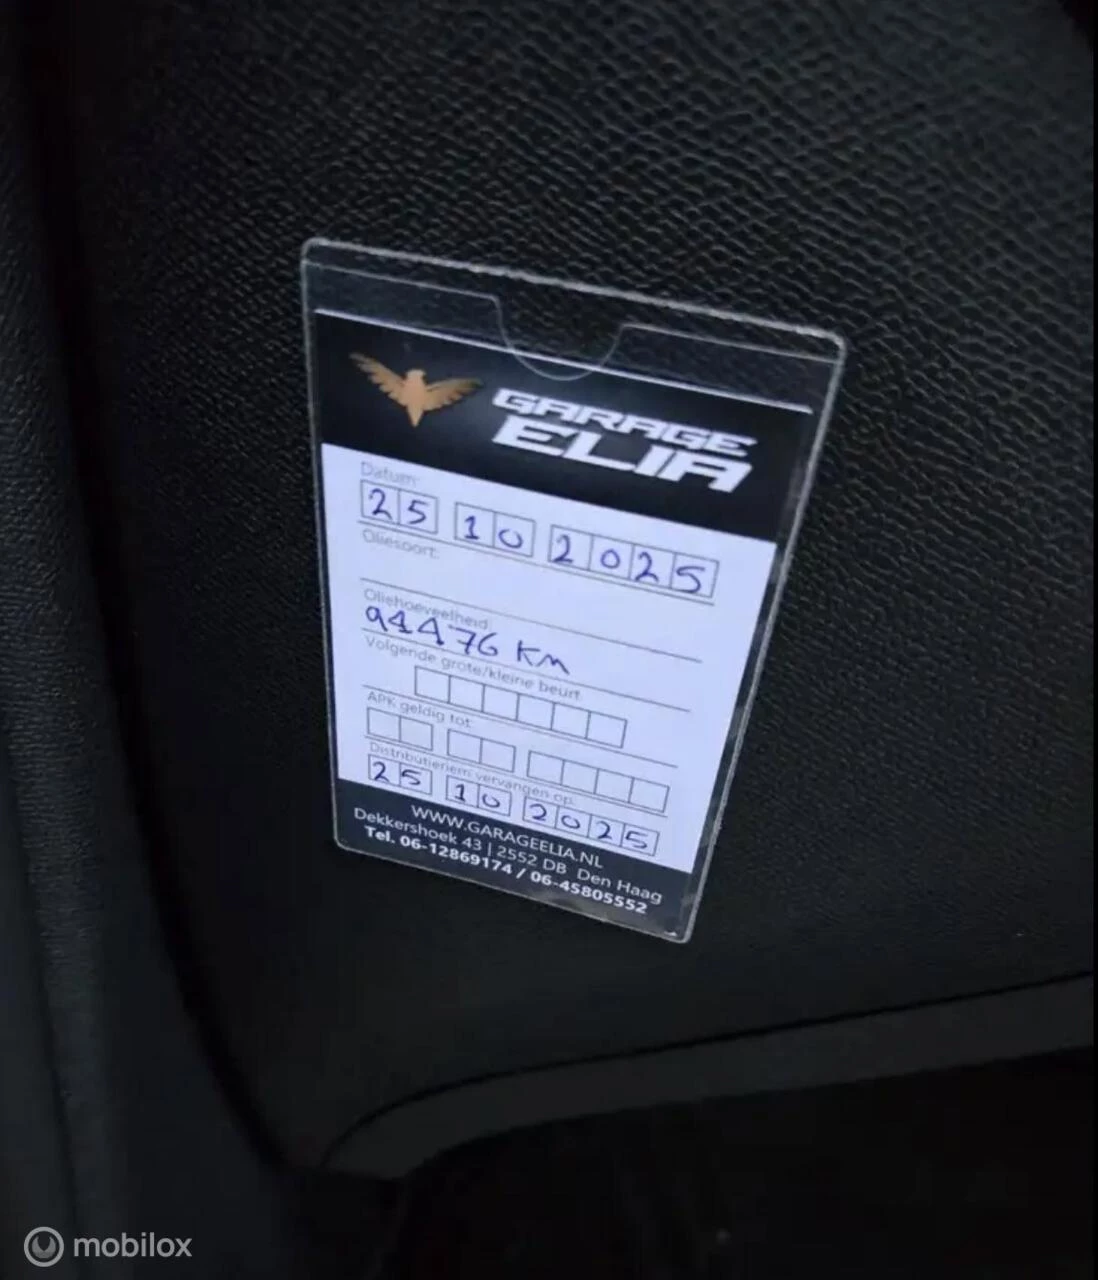 GARAGE
ELIA
Datum:
25 10 2025
Oliesoort:
Oliehoeveelheid:
94476 KM
Volgende grote/kleine beurt
APK geldig tot:
Distributieriem vervangen op:
25 10 2025
WWW.GARAGEELIA.NL
Dekkershoek 43 | 2552 DB Den Haag
Tel. 06-12869174 / 06-45805552
mobilox